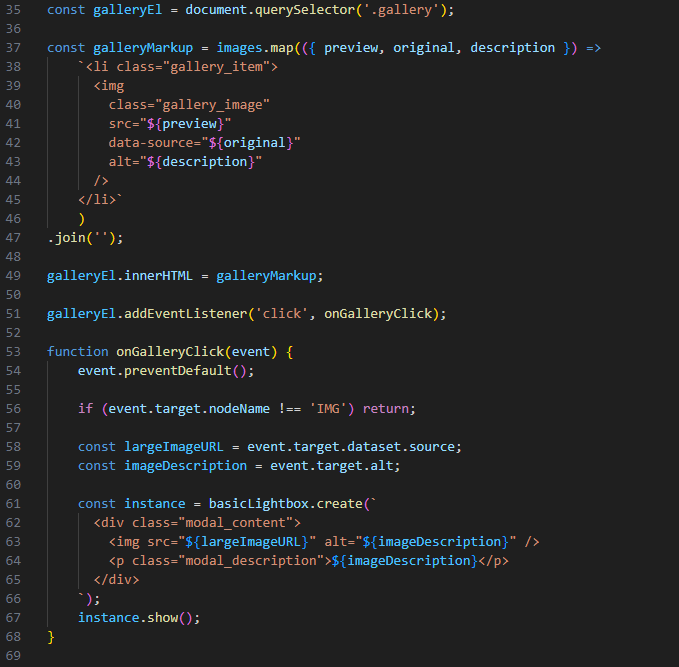 35 const galleryEl = document.querySelector('.gallery');
36
37 const galleryMarkup = images.map(({ preview, original, description }) =>
38     `<li class="gallery_item">
39       <img
40         class="gallery_image"
41         src="${preview}"
42         data-source="${original}"
43         alt="${description}"
44       />
45     </li>`
46     )
47 .join('');
48
49 galleryEl.innerHTML = galleryMarkup;
50
51 galleryEl.addEventListener('click', onGalleryClick);
52
53 function onGalleryClick(event) {
54     event.preventDefault();
55
56     if (event.target.nodeName !== 'IMG') return;
57
58     const largeImageURL = event.target.dataset.source;
59     const imageDescription = event.target.alt;
60
61     const instance = basicLightbox.create(`
62       <div class="modal_content">
63         <img src="${largeImageURL}" alt="${imageDescription}" />
64         <p class="modal_description">${imageDescription}</p>
65       </div>
66     `);
67     instance.show();
68 }
69